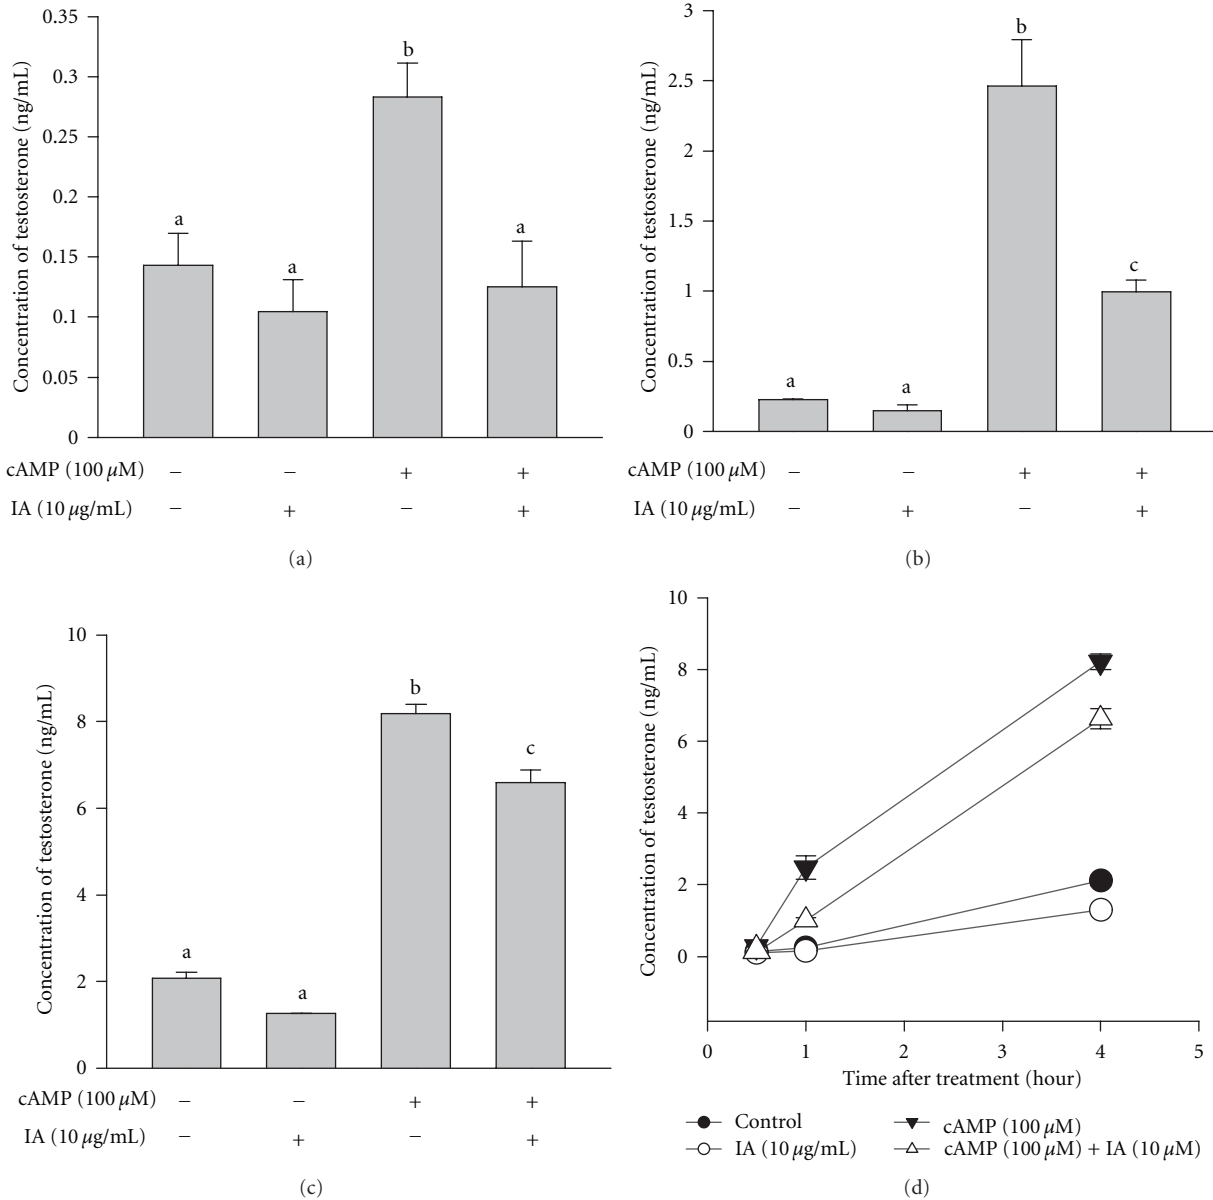 0.35
0.3
0.25
0.2
0.15
0.1
0.05
0
Concentration of testosterone (ng/mL)
a
a
b
a
cAMP (100 μM) − − + +
IA (10 μg/mL) − + − +
(a)
3
2.5
2
1.5
1
0.5
0
Concentration of testosterone (ng/mL)
a
a
b
c
cAMP (100 μM) − − + +
IA (10 μg/mL) − + − +
(b)
10
8
6
4
2
0
Concentration of testosterone (ng/mL)
a
a
b
c
cAMP (100 μM) − − + +
IA (10 μg/mL) − + − +
(c)
10
8
6
4
2
0
Concentration of testosterone (ng/mL)
0 1 2 3 4 5
Time after treatment (hour)
Control
IA (10 μg/mL)
cAMP (100 μM)
cAMP (100 μM) + IA (10 μM)
(d)